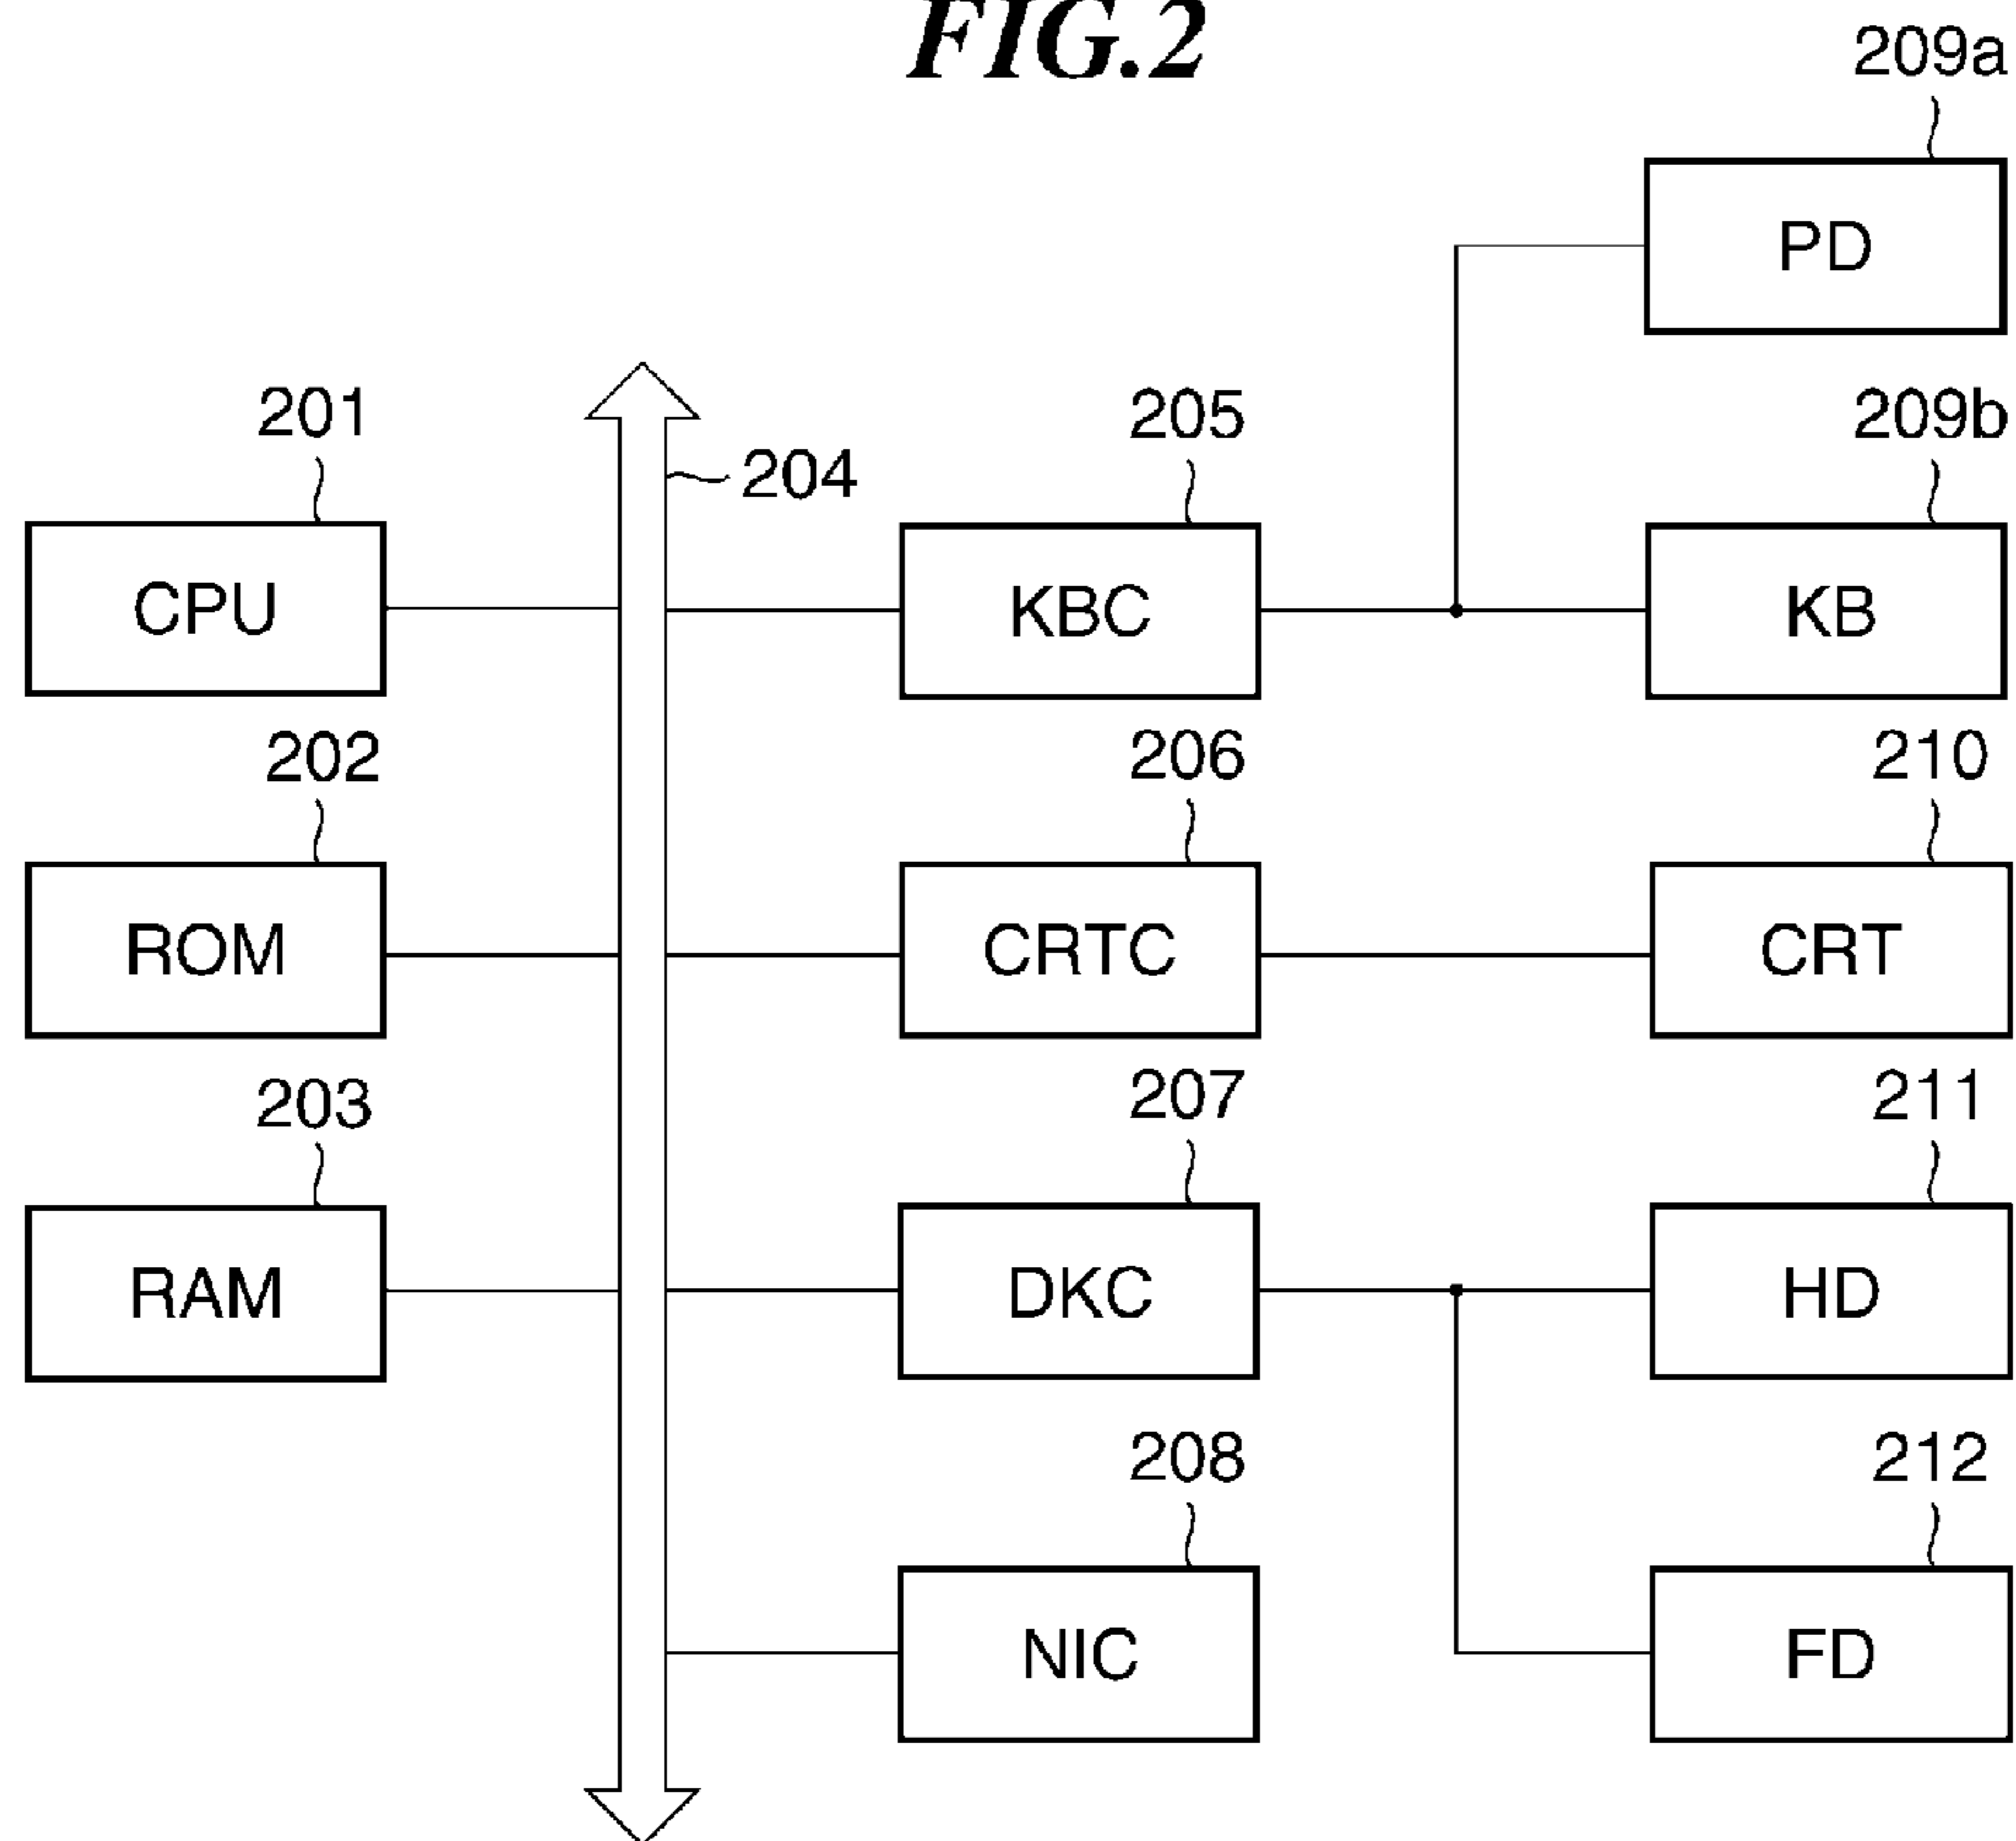 FIG.2
209a
PD
201
204
205
209b
CPU
KBC
KB
202
206
210
ROM
CRTC
CRT
203
207
211
RAM
DKC
HD
208
212
NIC
FD